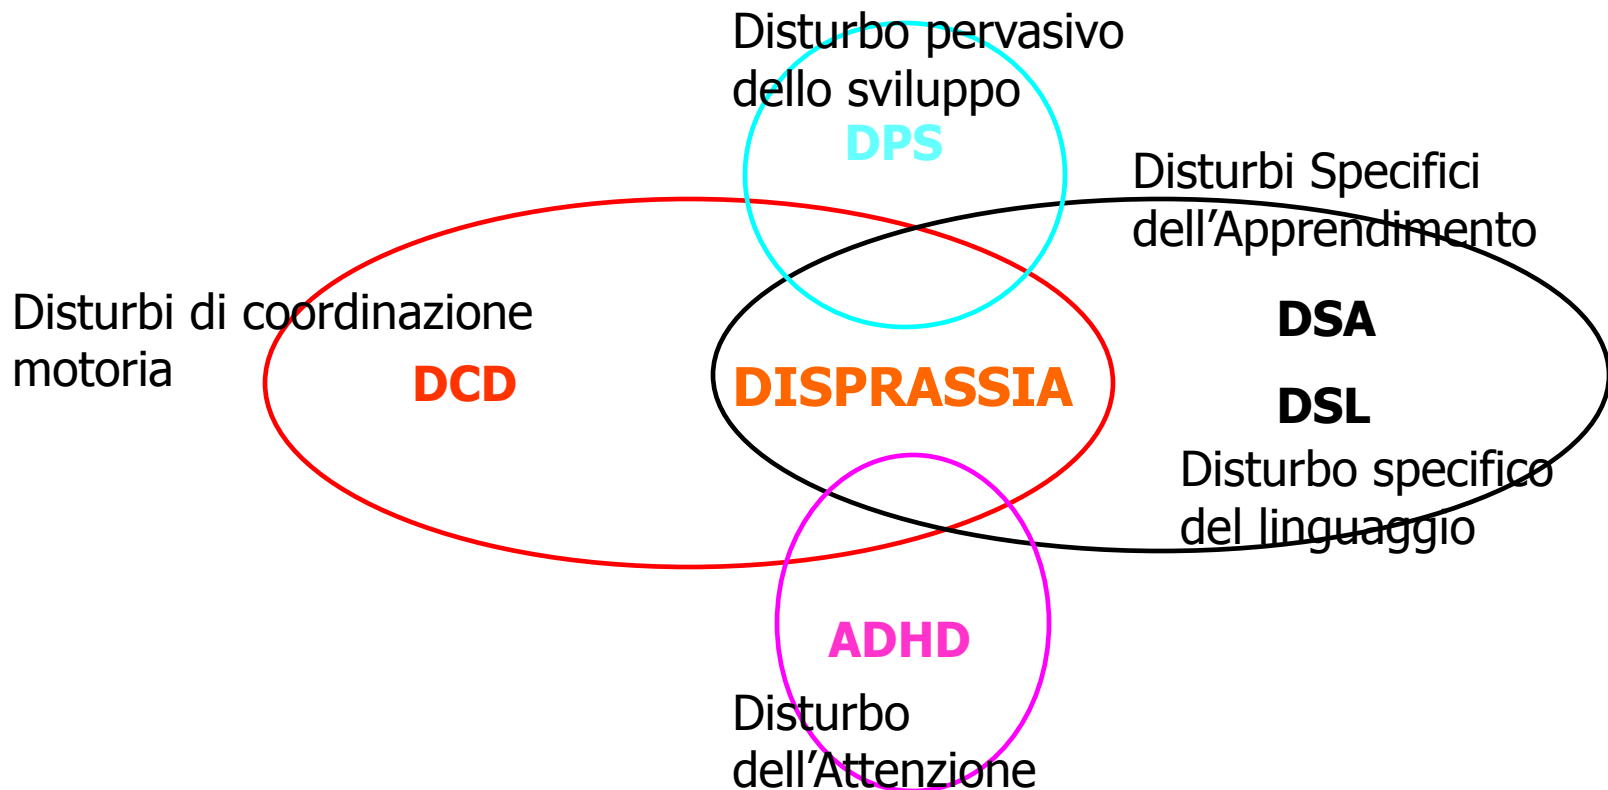 Disturbo pervasivo
dello sviluppo
DPS
Disturbi Specifici
dell’Apprendimento
Disturbi di coordinazione
motoria
DCD
DISPRASSIA
DSA
DSL
Disturbo specifico
del linguaggio
ADHD
Disturbo
dell’Attenzione